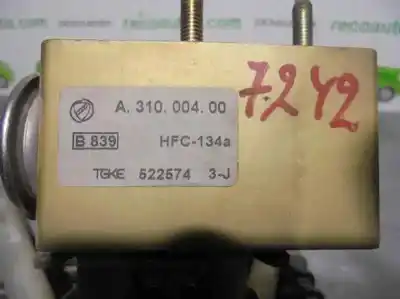 A. 310. 004. 00
B 839 HFC-134a
TGKE 522574 3-J
7242